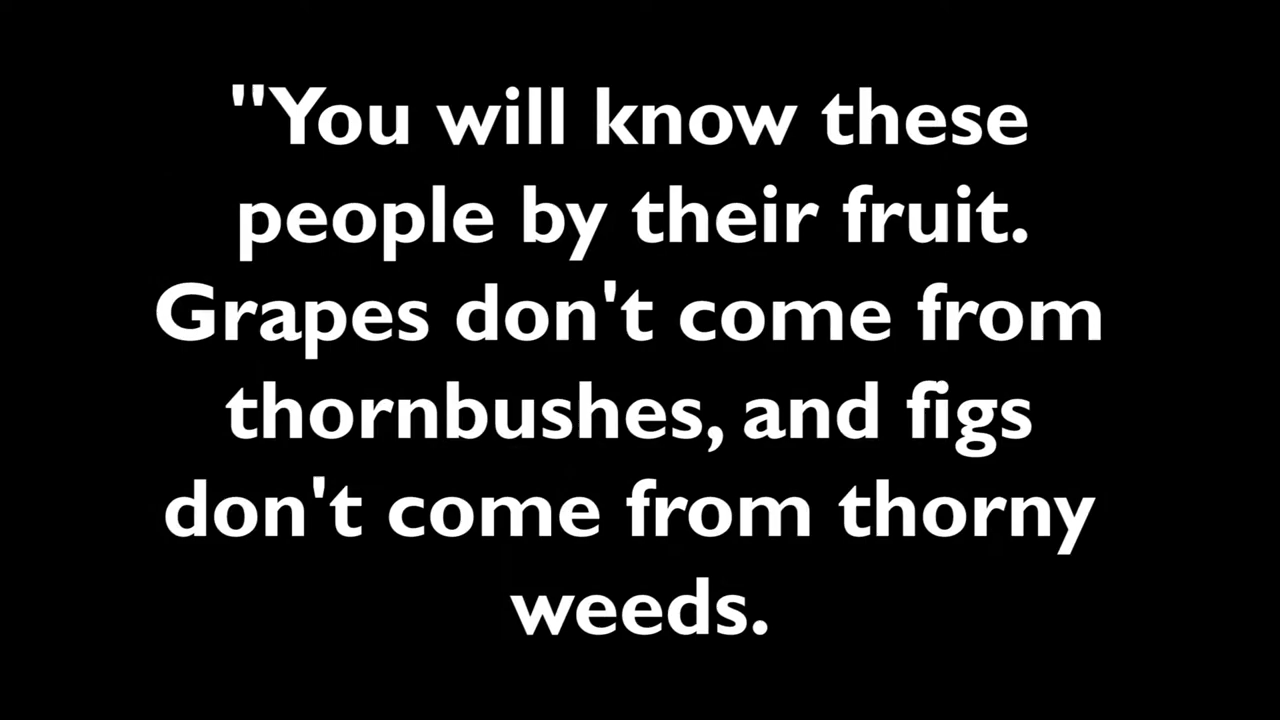 "You will know these
people by their fruit.
Grapes don't come from
thornbushes, and figs
don't come from thorny
weeds.